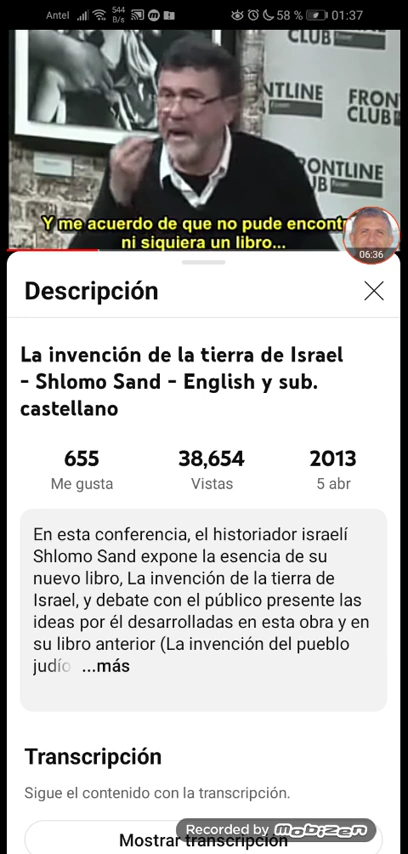 Antel 544 B/s 58 % 01:37
FRONTLINE
CLUB
FRONTLINE
CLUB
Y me acuerdo de que no pude
ni siquiera un libro...
06:36
Descripción
La invención de la tierra de Israel
- Shlomo Sand - English y sub.
castellano
655 38,654 2013
Me gusta Vistas 5 abr
En esta conferencia, el historiador israelí
Shlomo Sand expone la esencia de su
nuevo libro, La invención de la tierra de
Israel, y debate con el público presente las
ideas por él desarrolladas en esta obra y en
su libro anterior (La invención del pueblo
judío ...más
Transcripción
Sigue el contenido con la transcripción.
Mostrar transcripción
Recorded by mobizen